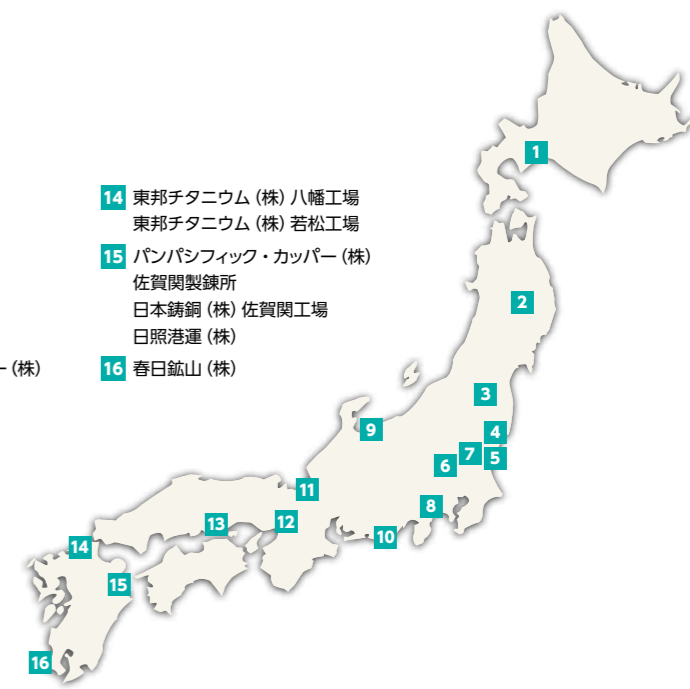 14 東邦チタニウム (株) 八幡工場
東邦チタニウム (株) 若松工場
15 パンパシフィック・カッパー (株)
佐賀関製錬所
日本鋳銅 (株) 佐賀関工場
日照港運 (株)
ー (株)
16 春日鉱山 (株)
1
2
3
4
5
6
7
8
9
10
11
12
13
14
15
16